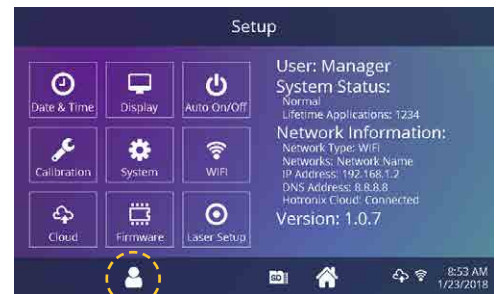 Setup
Date & Time
Display
Auto On/Off
Calibration
System
WIFI
Cloud
Firmware
Laser Setup
User: Manager
System Status:
Normal
Lifetime Applications: 1234
Network Information:
Network Type: WiFi
Networks: Network Name
IP Address: 192.168.1.2
DNS Address: 8.8.8.8
Hotronix Cloud: Connected
Version: 1.0.7
SD
8:53 AM
1/23/2018